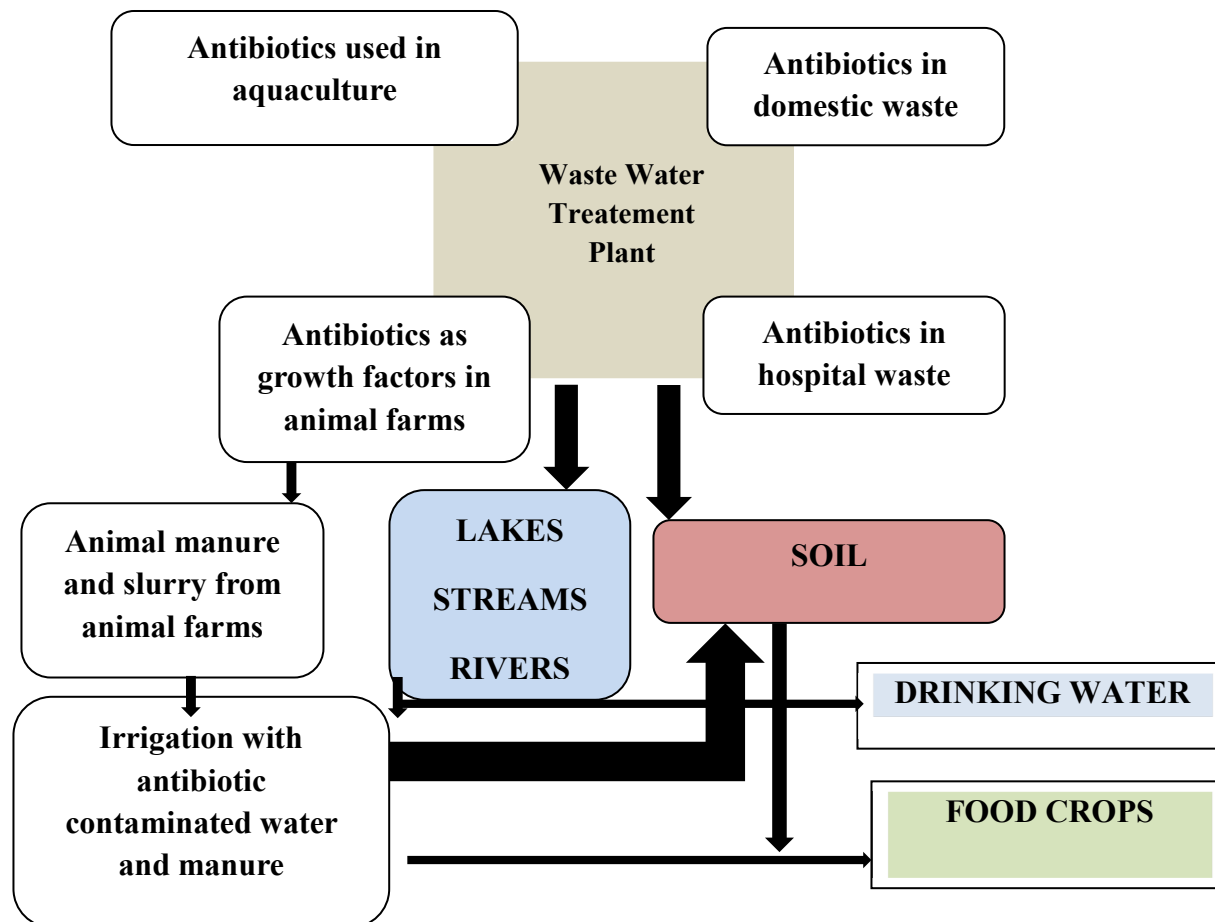 Antibiotics used in
aquaculture
Antibiotics in
domestic waste
Waste Water
Treatement
Plant
Antibiotics as
growth factors in
animal farms
Antibiotics in
hospital waste
Animal manure
and slurry from
animal farms
LAKES
STREAMS
RIVERS
SOIL
Irrigation with
antibiotic
contaminated water
and manure
DRINKING WATER
FOOD CROPS